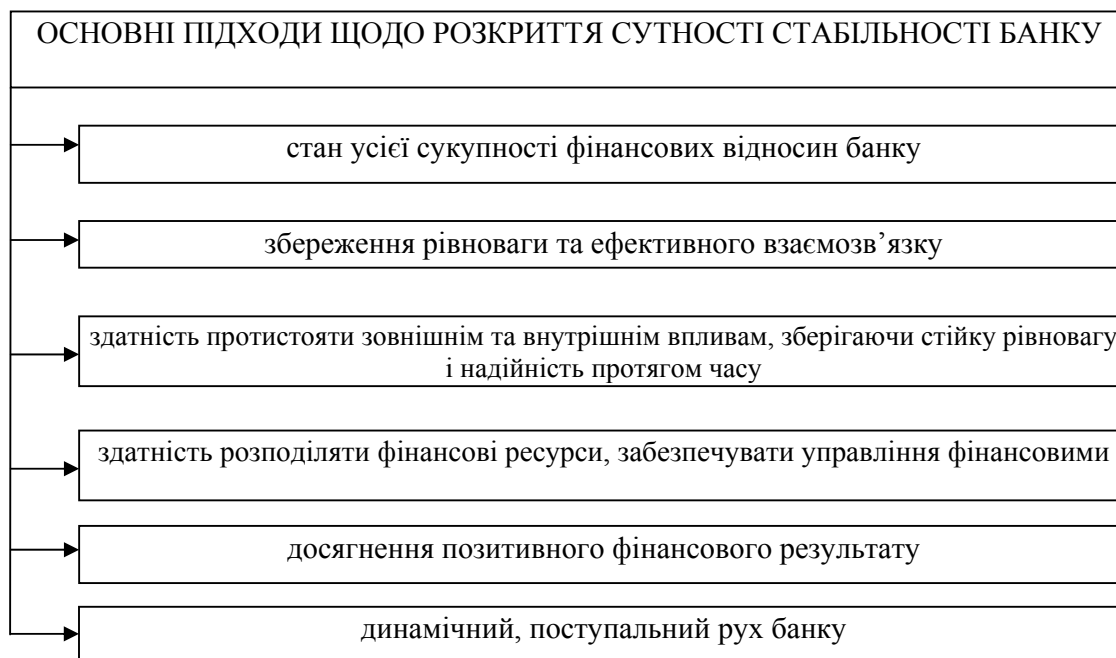 ОСНОВНІ ПІДХОДИ ЩОДО РОЗКРИТТЯ СУТНОСТІ СТАБІЛЬНОСТІ БАНКУ
стан усієї сукупності фінансових відносин банку
збереження рівноваги та ефективного взаємозв’язку
здатність протистояти зовнішнім та внутрішнім впливам, зберігаючи стійку рівновагу
і надійність протягом часу
здатність розподіляти фінансові ресурси, забезпечувати управління фінансовими
досягнення позитивного фінансового результату
динамічний, поступальний рух банку